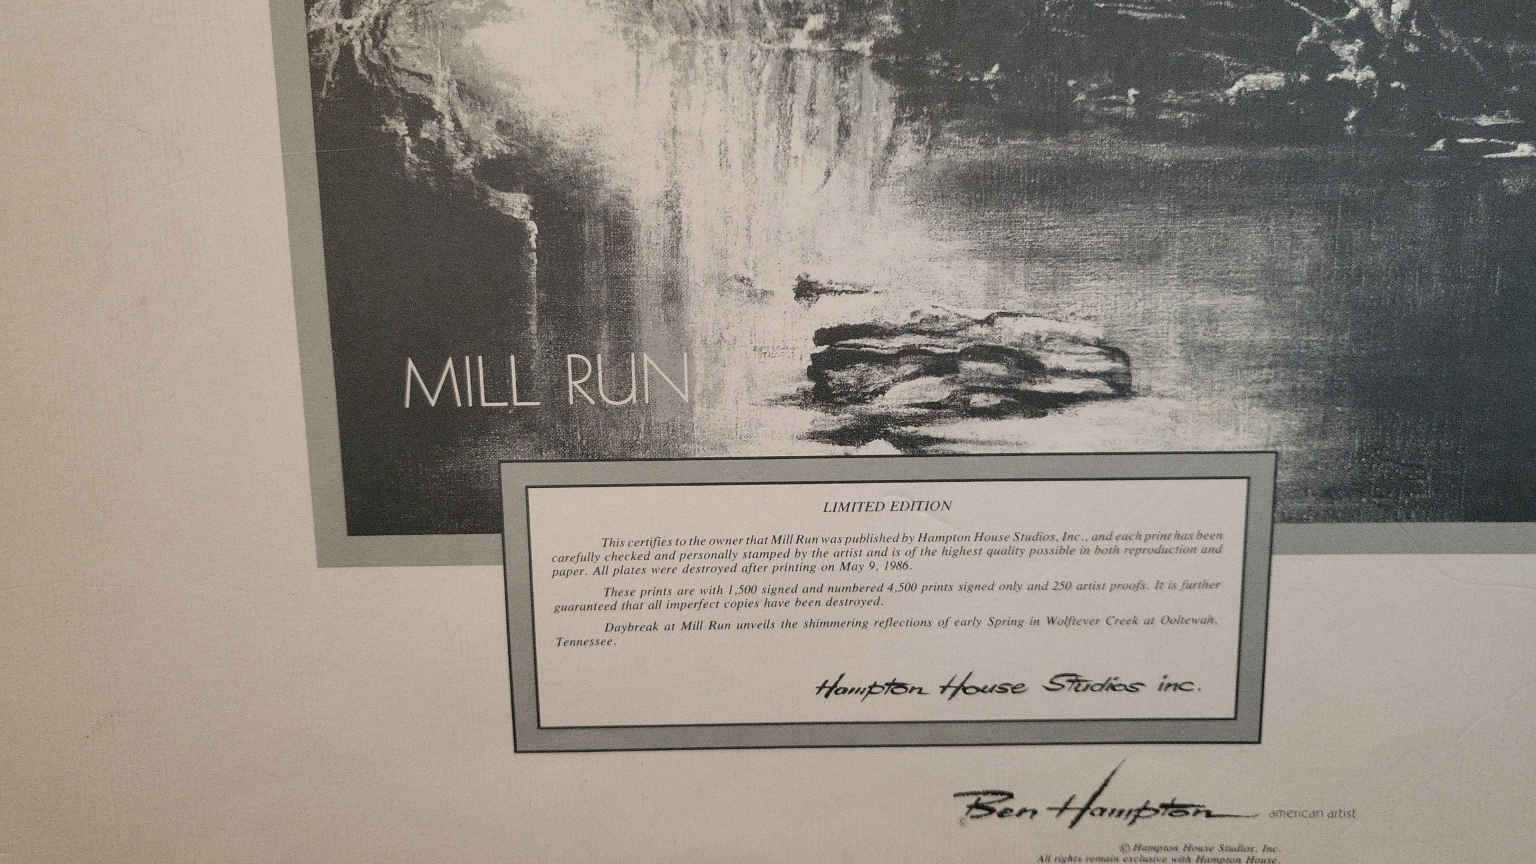 MILL RUN
LIMITED EDITION
This certifies to the owner that Mill Run was published by Hampton House Studios, Inc., and each print has been
carefully checked and personally stamped by the artist and is of the highest quality possible in both reproduction and
paper. All plates were destroyed after printing on May 9, 1986.
These prints are with 1,500 signed and numbered 4,500 prints signed only and 250 artist proofs. It is further
guaranteed that all imperfect copies have been destroyed.
Daybreak at Mill Run unveils the shimmering reflections of early Spring in Wolftever Creek at Ooltewah,
Tennessee.
Hampton House Studios inc.
Ben Hampton american artist
© Hampton House Studios, Inc.
All rights remain exclusive with Hampton House.